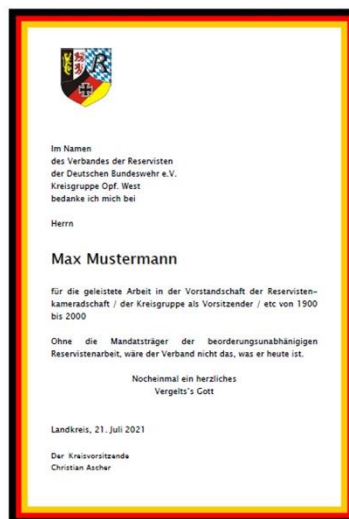 R
Im Namen
des Verbandes der Reservisten
der Deutschen Bundeswehr e.V.
Kreisgruppe Opf. West
bedanke ich mich bei
Herrn
Max Mustermann
für die geleistete Arbeit in der Vorstandschaft der Reservisten-
kameradschaft / der Kreisgruppe als Vorsitzender / etc von 1900
bis 2000
Ohne die Mandatsträger der beorderungsunabhänigigen
Reservistenarbeit, wäre der Verband nicht das, was er heute ist.
Nocheinmal ein herzliches
Vergelts's Gott
Landkreis, 21. Juli 2021
Der Kreisvorsitzende
Christian Ascher